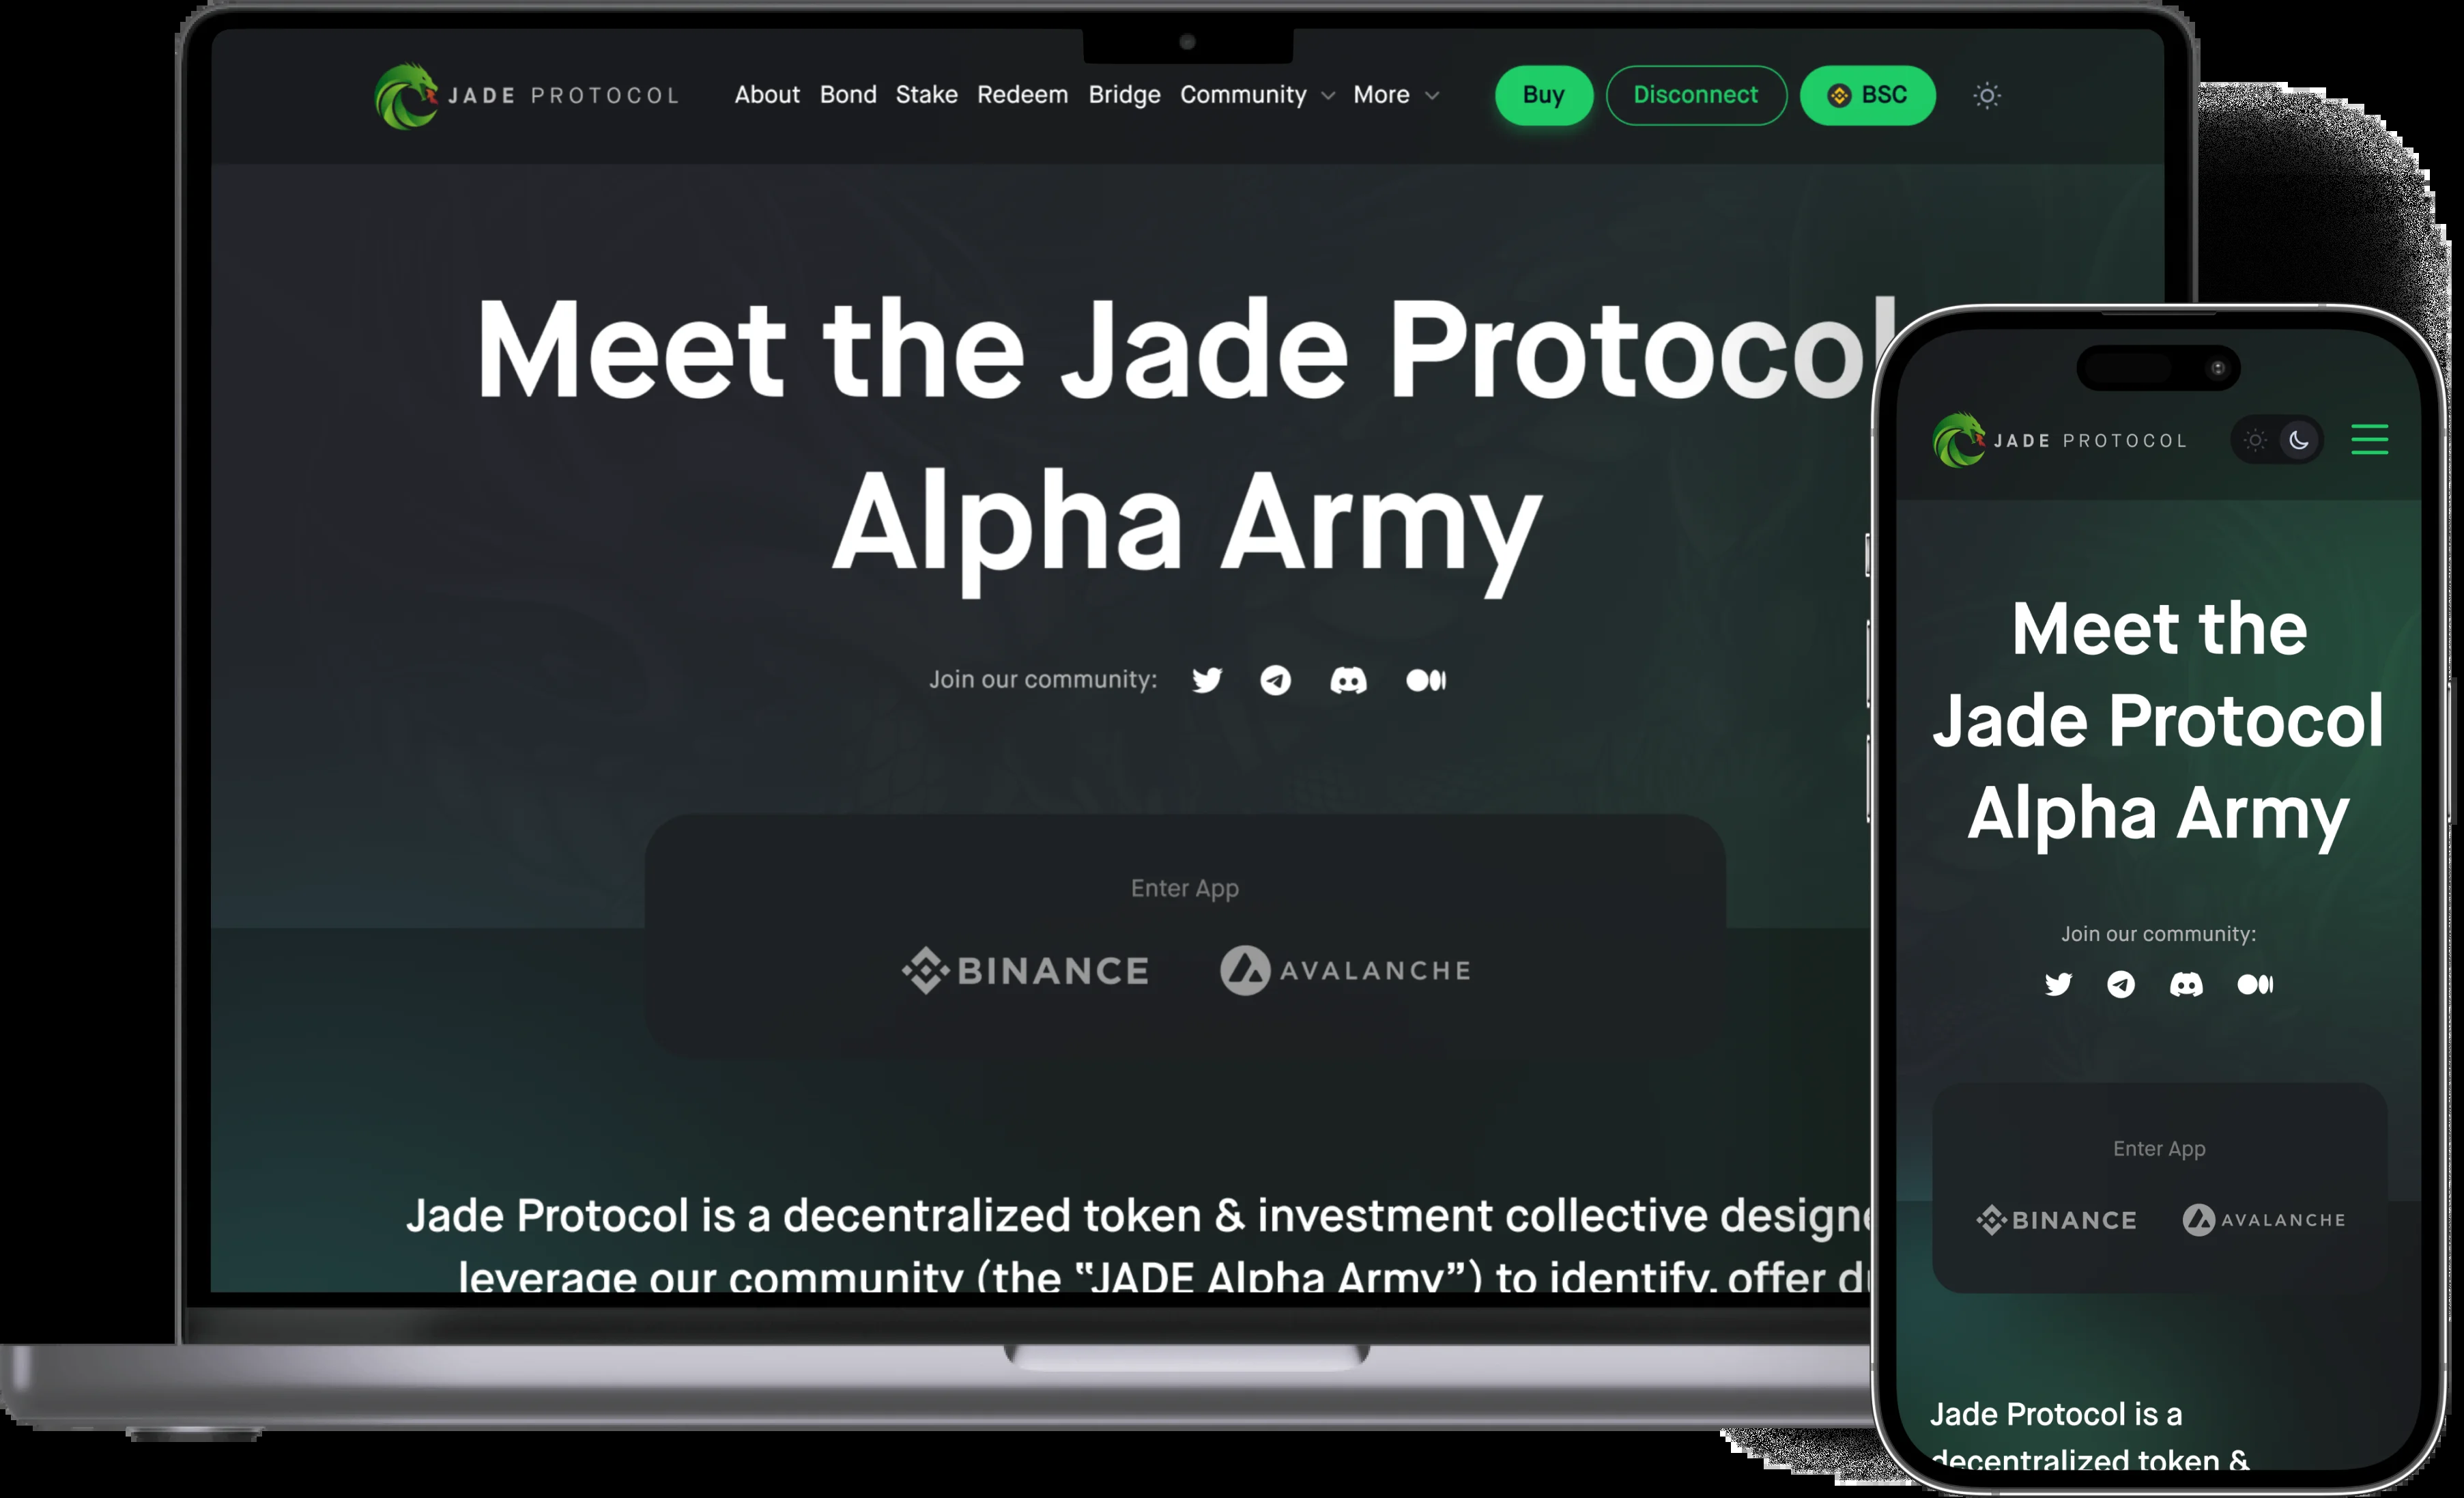 JADE PROTOCOL About Bond Stake Redeem Bridge Community More Buy Disconnect BSC
Meet the Jade Protocol
Alpha Army
Join our community:
Enter App
BINANCE AVALANCHE
Jade Protocol is a decentralized token & investment collective
leverage our community (the “JADE Alpha Army”) to identify, offer
JADE PROTOCOL
Meet the
Jade Protocol
Alpha Army
Join our community:
Enter App
BINANCE AVALANCHE
Jade Protocol is a
decentralized token &